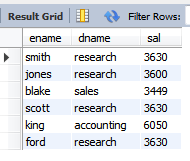 Result Grid Filter Rows:
ename dname sal
smith research 3630
jones research 3600
blake sales 3449
scott research 3630
king accounting 6050
ford research 3630